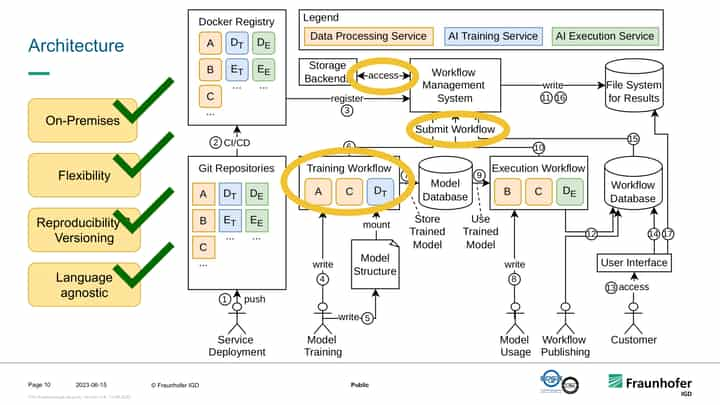 Architecture
On-Premises
Flexibility
Reproducibility
Versioning
Language
agnostic
Docker Registry
A
D_T
D_E
B
E_T
E_E
C
...
...
...
Legend
Data Processing Service
AI Training Service
AI Execution Service
Storage
Backend
access
Workflow
Management
System
write
11
16
File System
for Results
register
3
Submit Workflow
2
CI/CD
6
10
15
Git Repositories
A
D_T
D_E
B
E_T
E_E
C
...
...
...
Training Workflow
A
C
D_T
Model
Database
9
Execution Workflow
B
C
D_E
Workflow
Database
Store
Trained
Model
Use
Trained
Model
mount
Model
Structure
12
14
17
User Interface
1
push
write
4
write
5
write
8
13
access
Service
Deployment
Model
Training
Model
Usage
Workflow
Publishing
Customer
Page 10
2023-06-15
© Fraunhofer IGD
Public
Fraunhofer
IGD